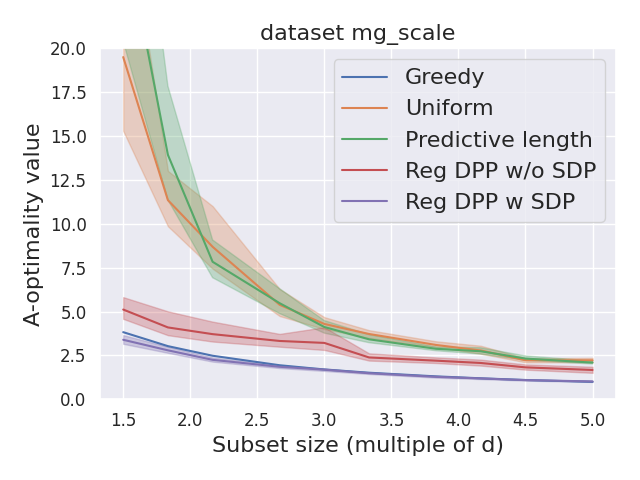 dataset mg_scale
20.0
17.5
15.0
12.5
10.0
7.5
5.0
2.5
0.0
A-optimality value
Greedy
Uniform
Predictive length
Reg DPP w/o SDP
Reg DPP w SDP
1.5 2.0 2.5 3.0 3.5 4.0 4.5 5.0
Subset size (multiple of d)